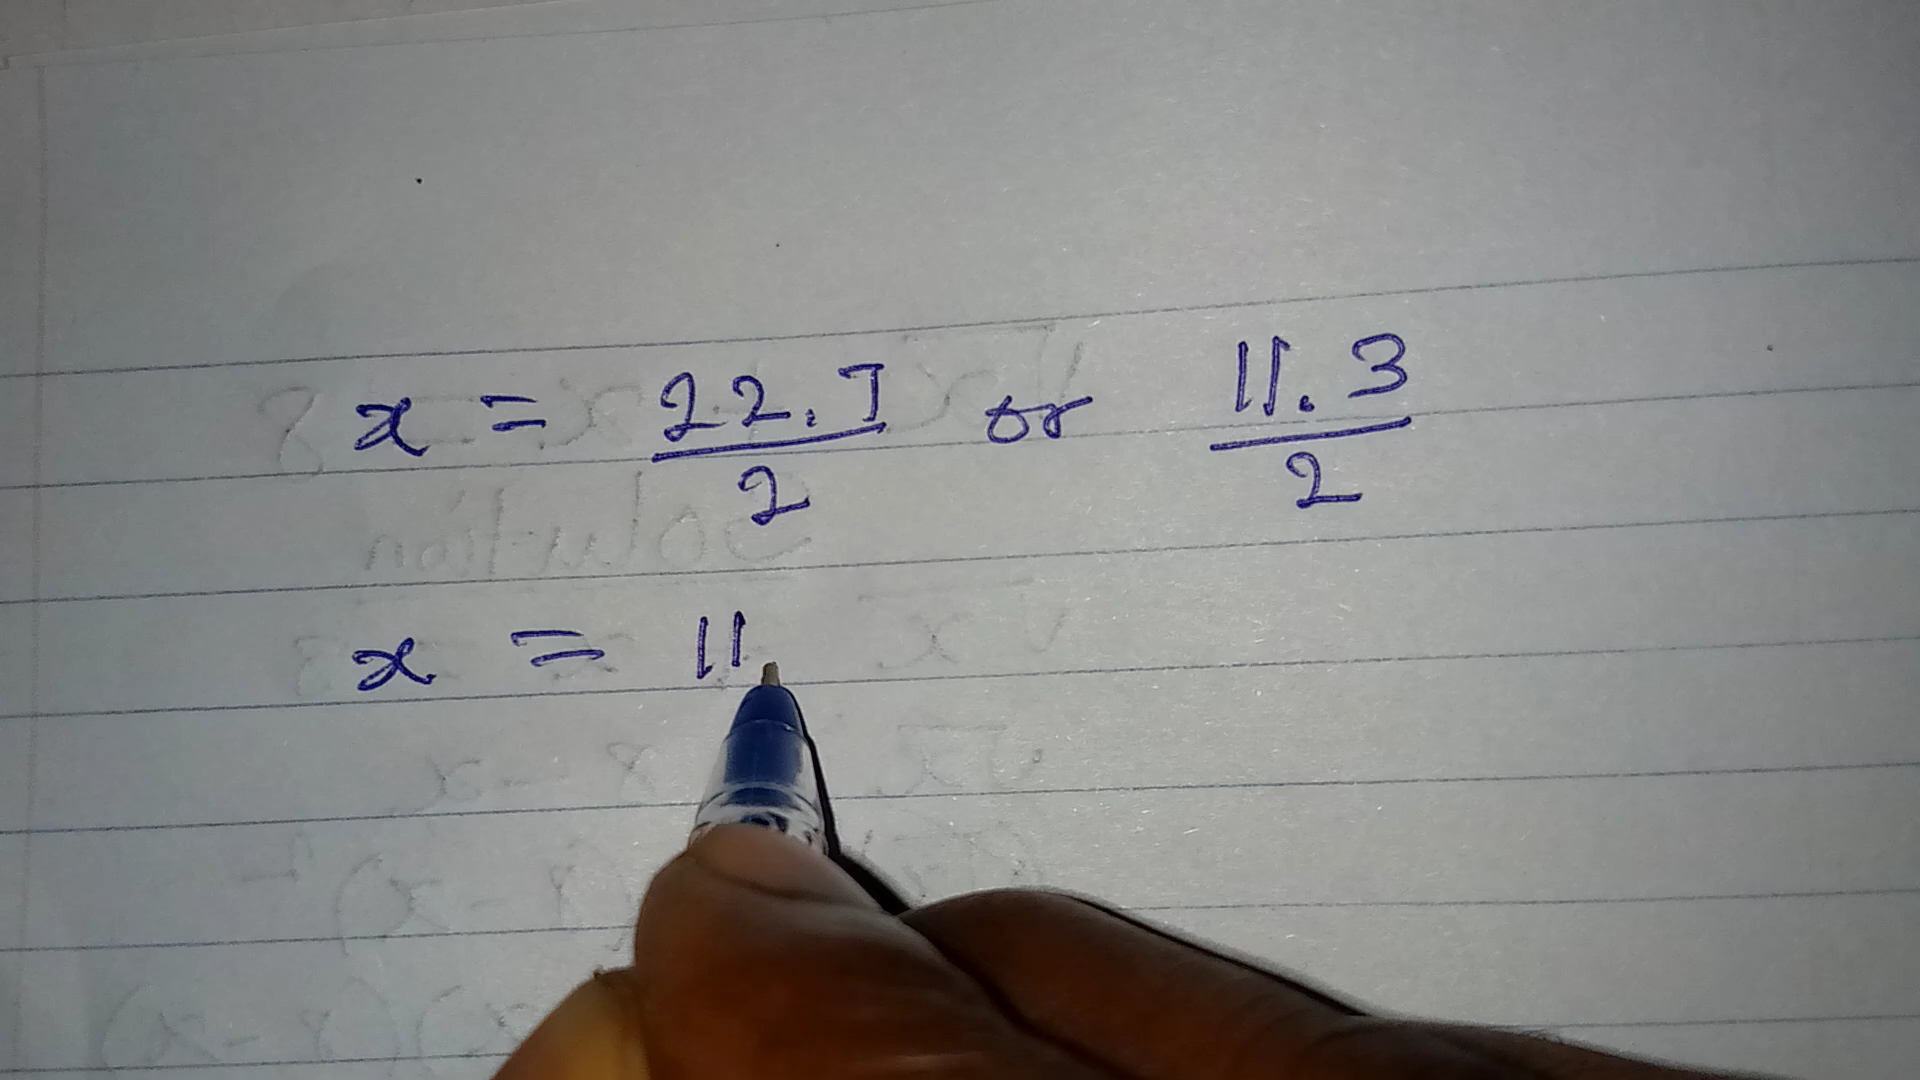 x = 22.7/2 or 11.3/2
x = 11